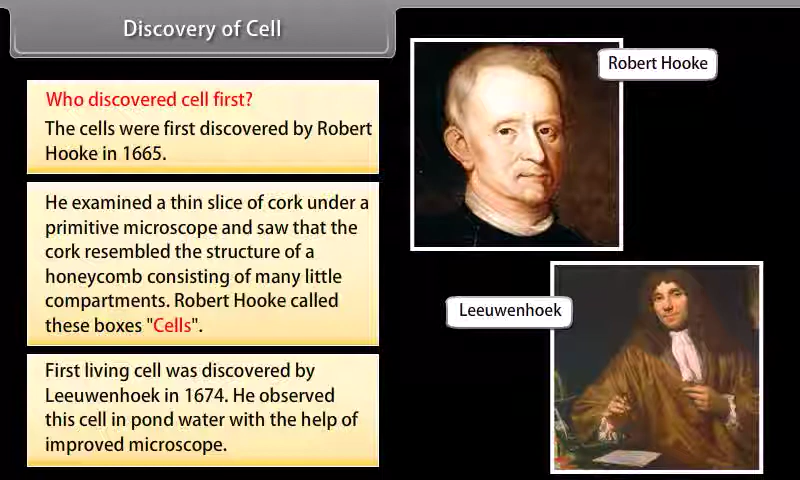 Discovery of Cell
Who discovered cell first?
The cells were first discovered by Robert
Hooke in 1665.
He examined a thin slice of cork under a
primitive microscope and saw that the
cork resembled the structure of a
honeycomb consisting of many little
compartments. Robert Hooke called
these boxes "Cells".
First living cell was discovered by
Leeuwenhoek in 1674. He observed
this cell in pond water with the help of
improved microscope.
Robert Hooke
Leeuwenhoek